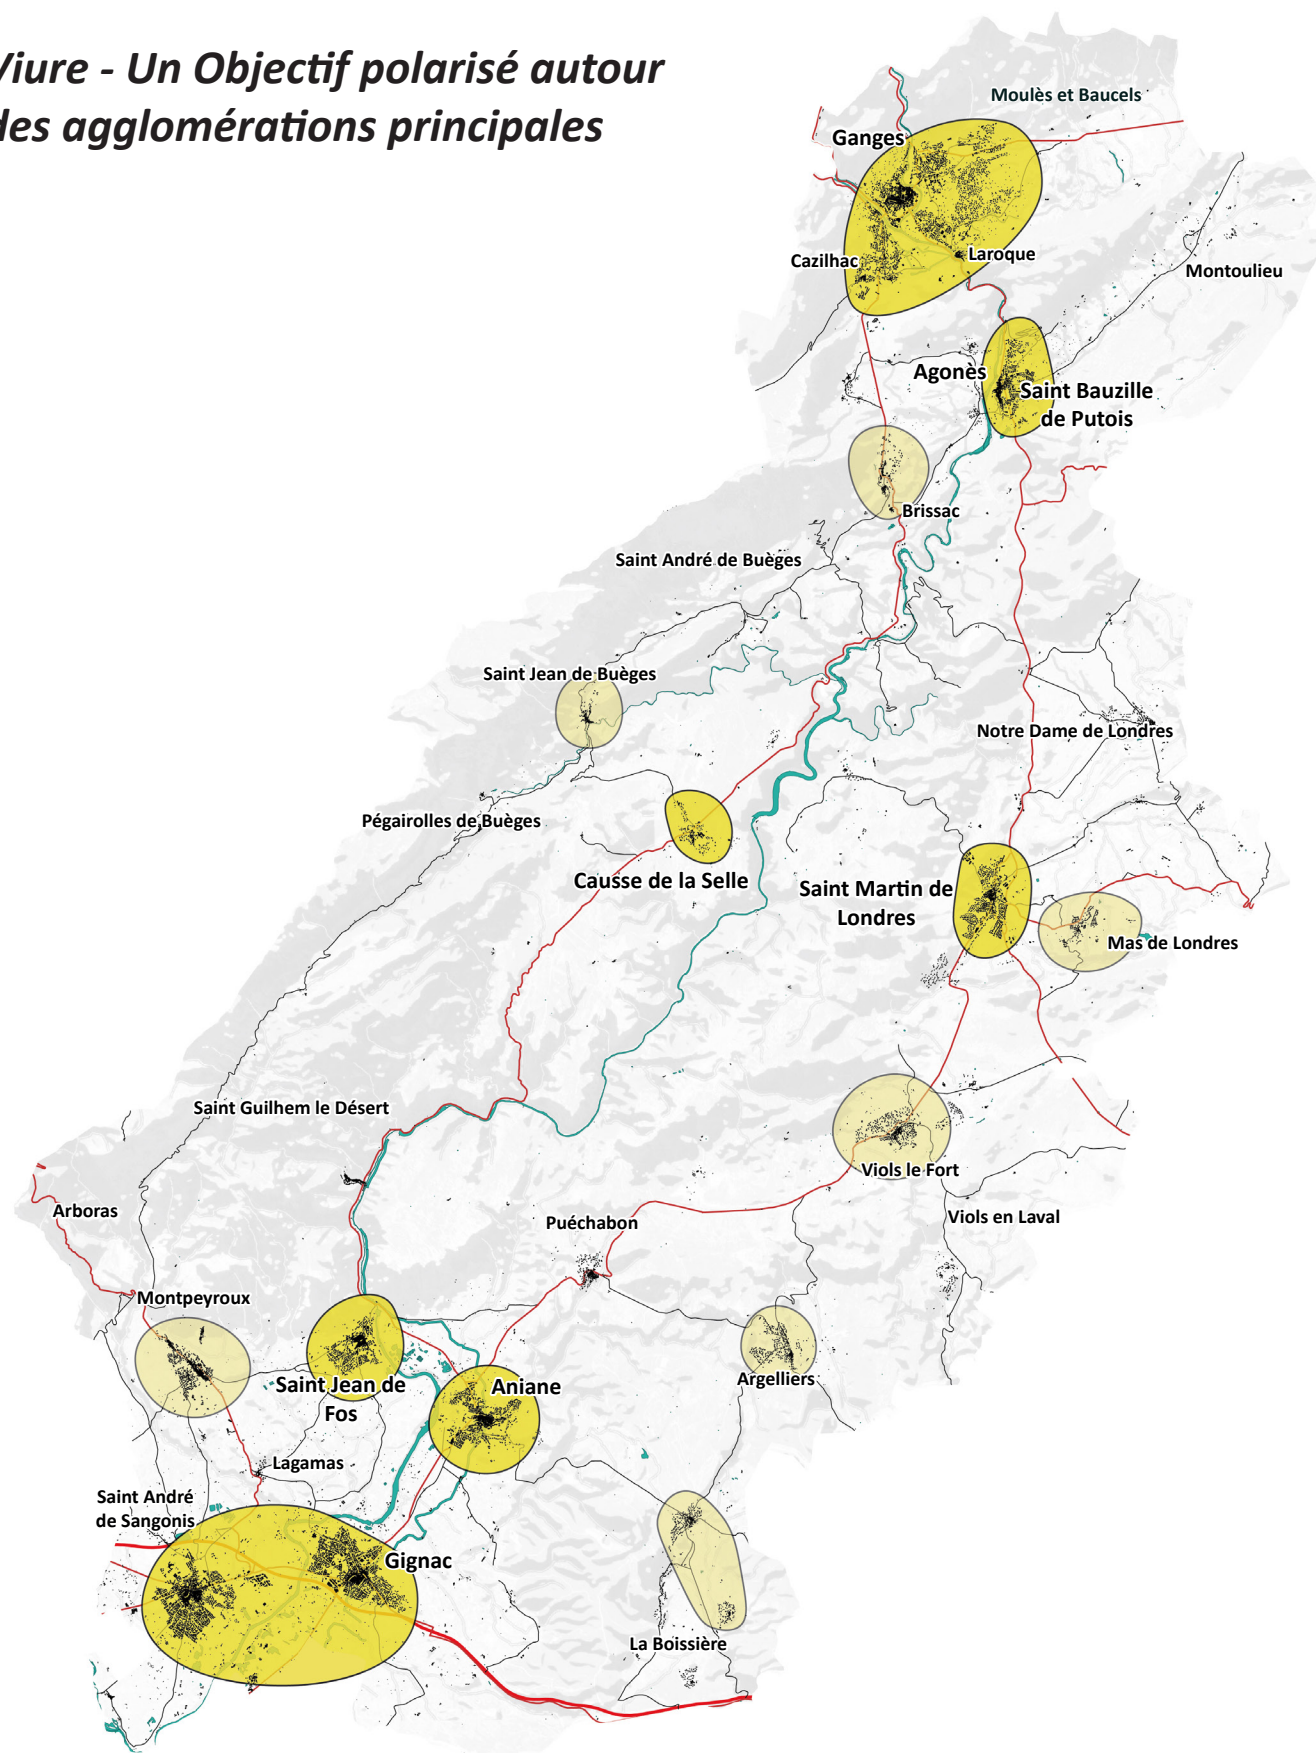 Viure - Un Objectif polarisé autour
des agglomérations principales
Moulès et Baucels
Ganges
Cazilhac
Laroque
Montoulieu
Agonès
Saint Bauzille
de Putois
Brissac
Saint André de Buèges
Saint Jean de Buèges
Notre Dame de Londres
Pégairolles de Buèges
Causse de la Selle
Saint Martin de
Londres
Mas de Londres
Saint Guilhem le Désert
Viols le Fort
Arboras
Puéchabon
Viols en Laval
Montpeyroux
Saint Jean de
Fos
Aniane
Argelliers
Lagamas
Saint André
de Sangonis
Gignac
La Boissière